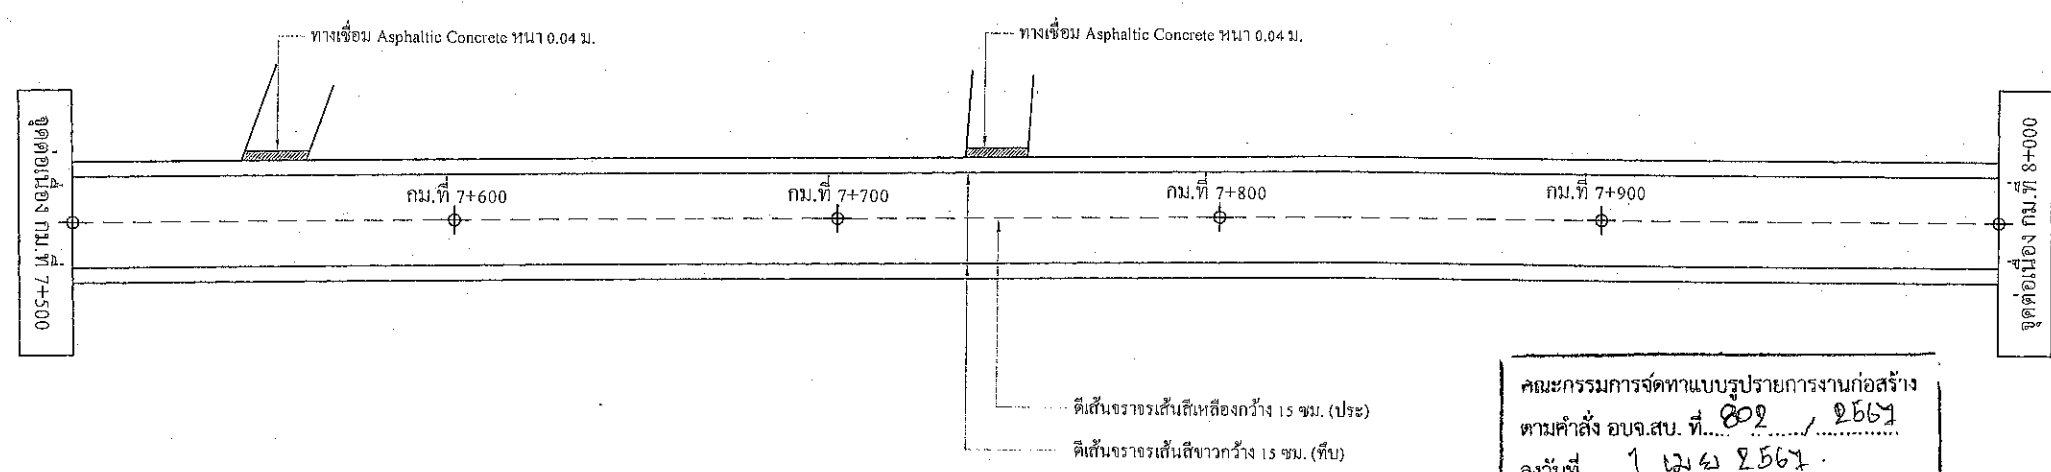 ทางเชื่อม Asphaltic Concrete หนา 0.04 ม.
ทางเชื่อม Asphaltic Concrete หนา 0.04 ม.
จุดต่อเนื่อง กม.ที่ 7+500
กม.ที่ 7+600
กม.ที่ 7+700
กม.ที่ 7+800
กม.ที่ 7+900
จุดต่อเนื่อง กม.ที่ 8+000
ตีเส้นจราจรเส้นสีเหลืองกว้าง 15 ซม. (ประ)
ตีเส้นจราจรเส้นสีขาวกว้าง 15 ซม. (ทึบ)
คณะกรรมการจัดทำแบบรูปรายการงานก่อสร้าง
ตามคำสั่ง อบจ.สบ. ที่ 802 / 2567
ลงวันที่ 1 เมย 2567